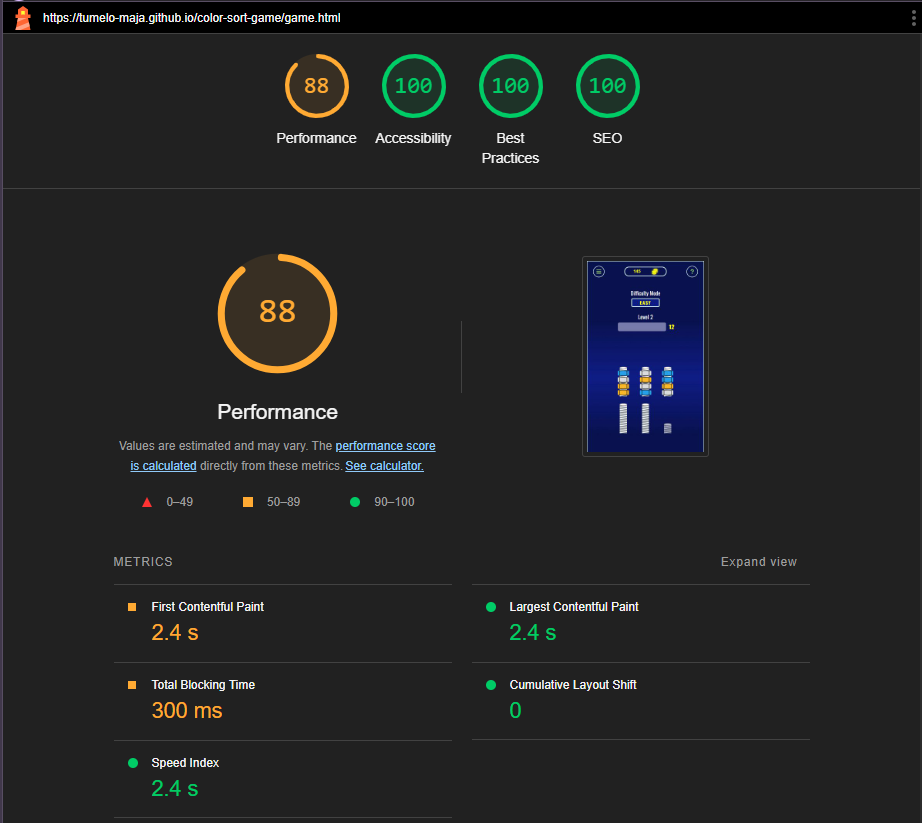 https://tumelo-maja.github.io/color-sort-game/game.html
88
100
100
100
Performance
Accessibility
Best
Practices
SEO
88
Performance
Values are estimated and may vary. The performance score
is calculated directly from these metrics. See calculator.
0–49
50–89
90–100
145
?
Difficulty Mode
EASY
Level 2
12
METRICS
Expand view
First Contentful Paint
2.4 s
Largest Contentful Paint
2.4 s
Total Blocking Time
300 ms
Cumulative Layout Shift
0
Speed Index
2.4 s